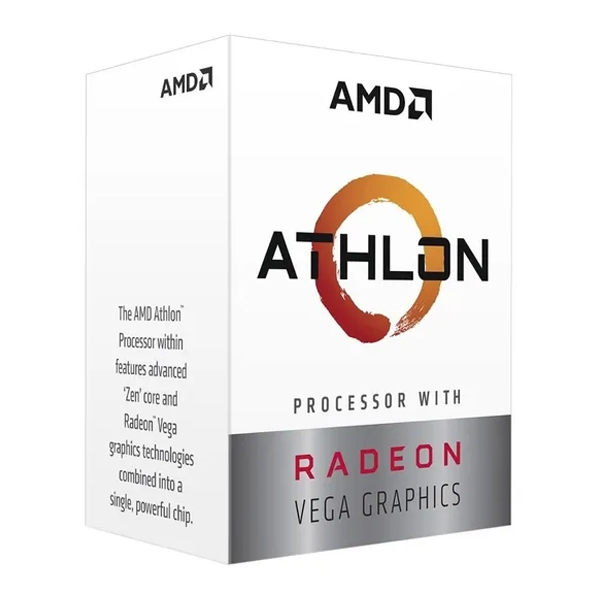 AMD
The AMD Athlon™
Processor within
features advanced
'Zen' core and
Radeon™ Vega
graphics technologies
combined into a
single, powerful chip.
AMD
ATHLON
PROCESSOR WITH
RADEON
VEGA GRAPHICS